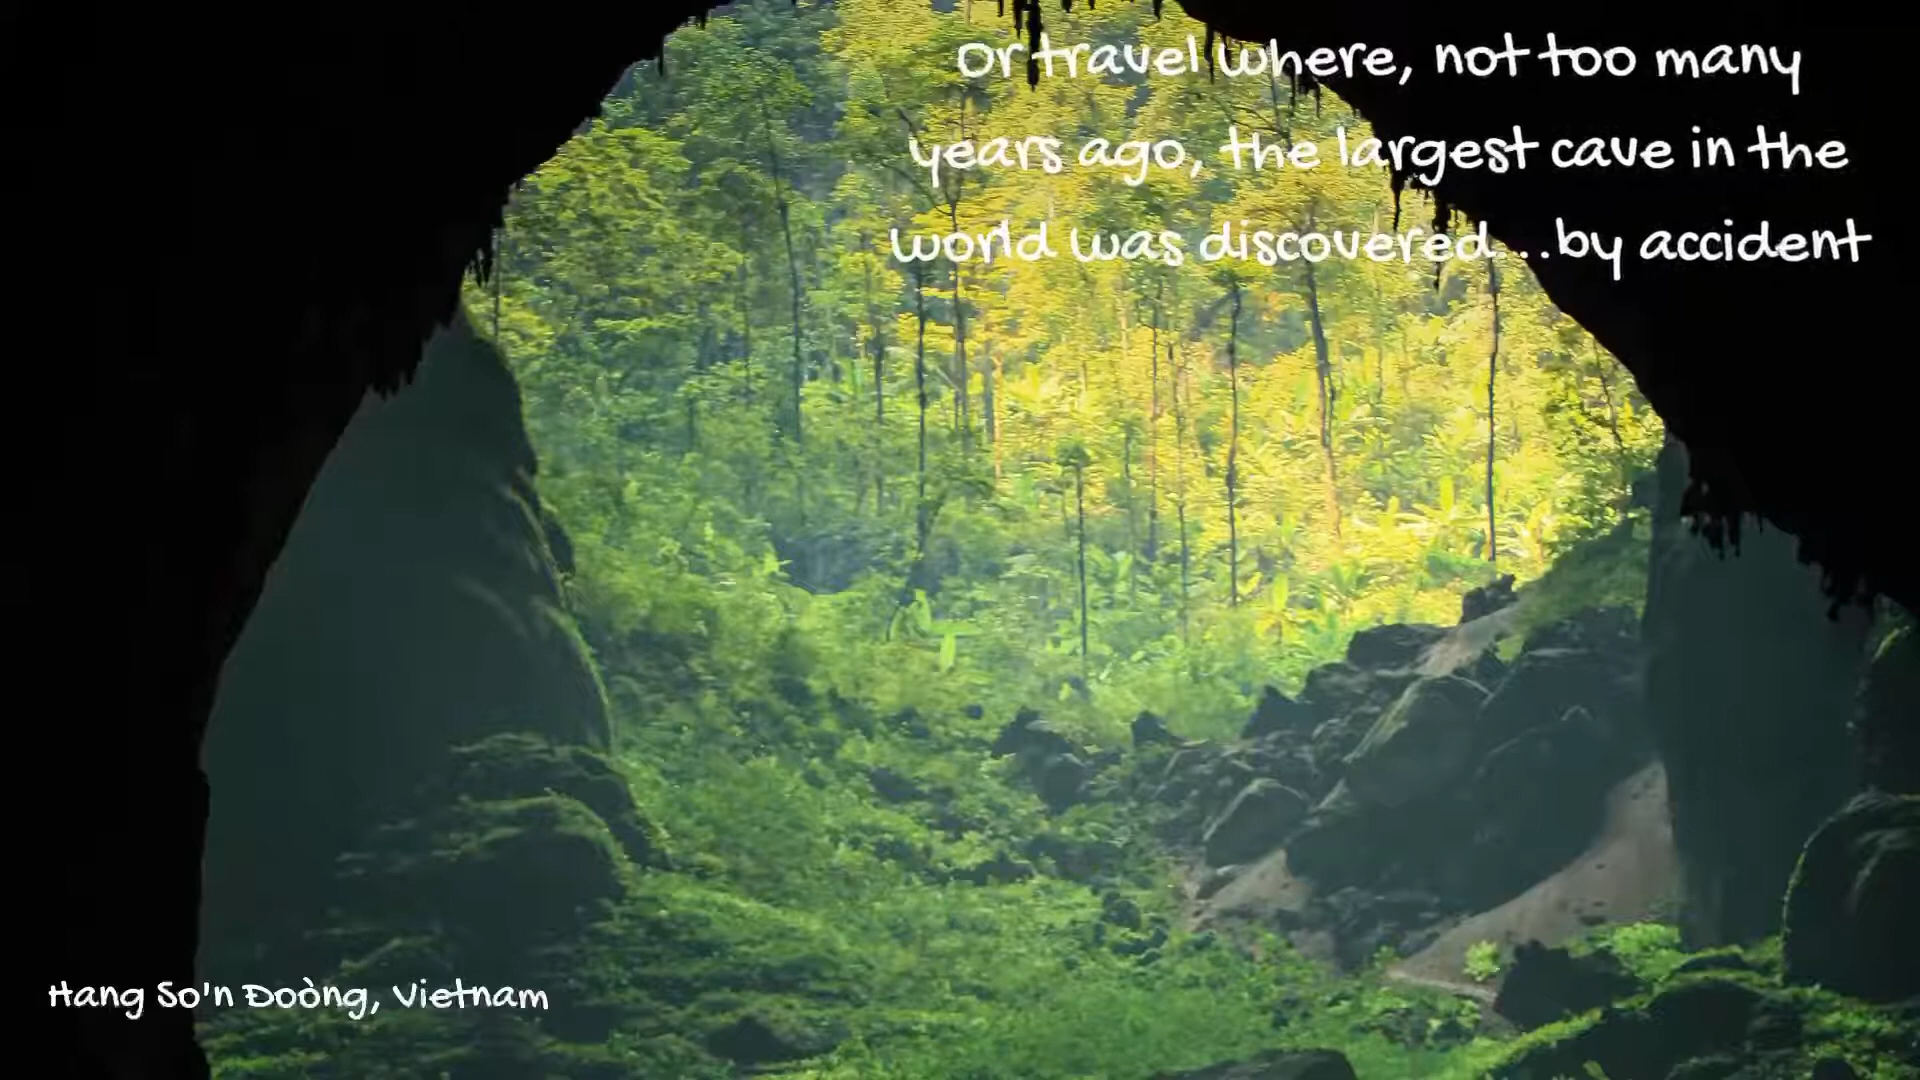 or travel where, not too many
years ago, the largest cave in the
world was discovered...by accident
Hang So'n Đoòng, Vietnam